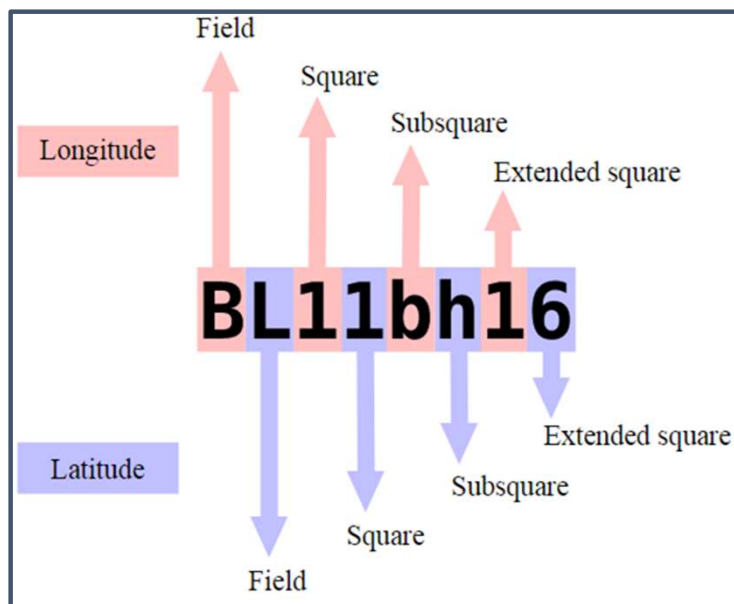 Field
Square
Subsquare
Longitude
Extended square
BL11bh16
Extended square
Latitude
Subsquare
Square
Field